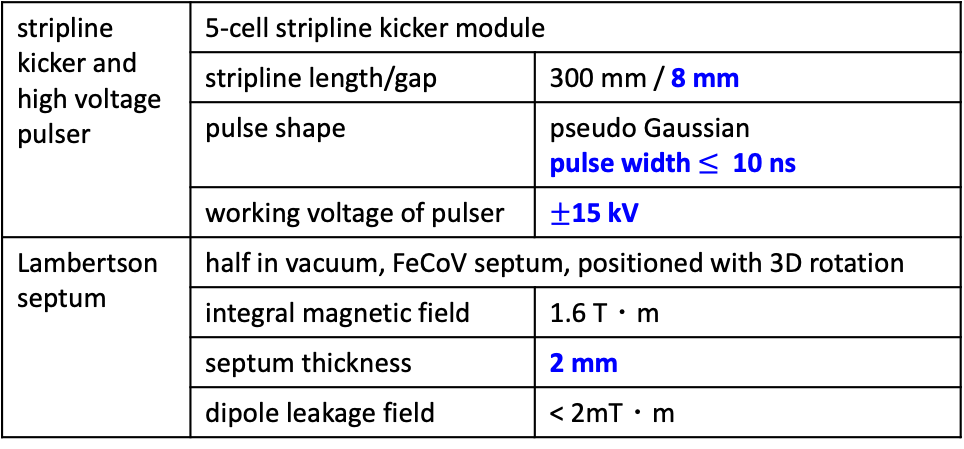 stripline
kicker and
high voltage
pulser
5-cell stripline kicker module
stripline length/gap
300 mm / 8 mm
pulse shape
pseudo Gaussian
pulse width ≤ 10 ns
working voltage of pulser
±15 kV
Lambertson
septum
half in vacuum, FeCoV septum, positioned with 3D rotation
integral magnetic field
1.6 T・m
septum thickness
2 mm
dipole leakage field
< 2mT・m